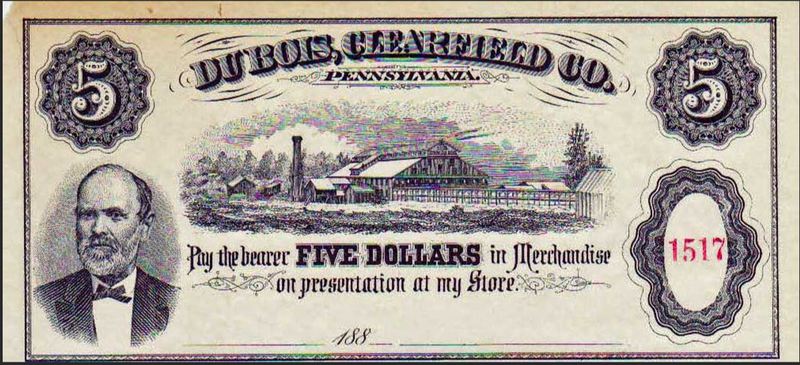 5
DU BOIS, CLEARFIELD CO.
5
PENNSYLVANIA.
1517
Pay the bearer FIVE DOLLARS in Merchandise
on presentation at my Store.
188